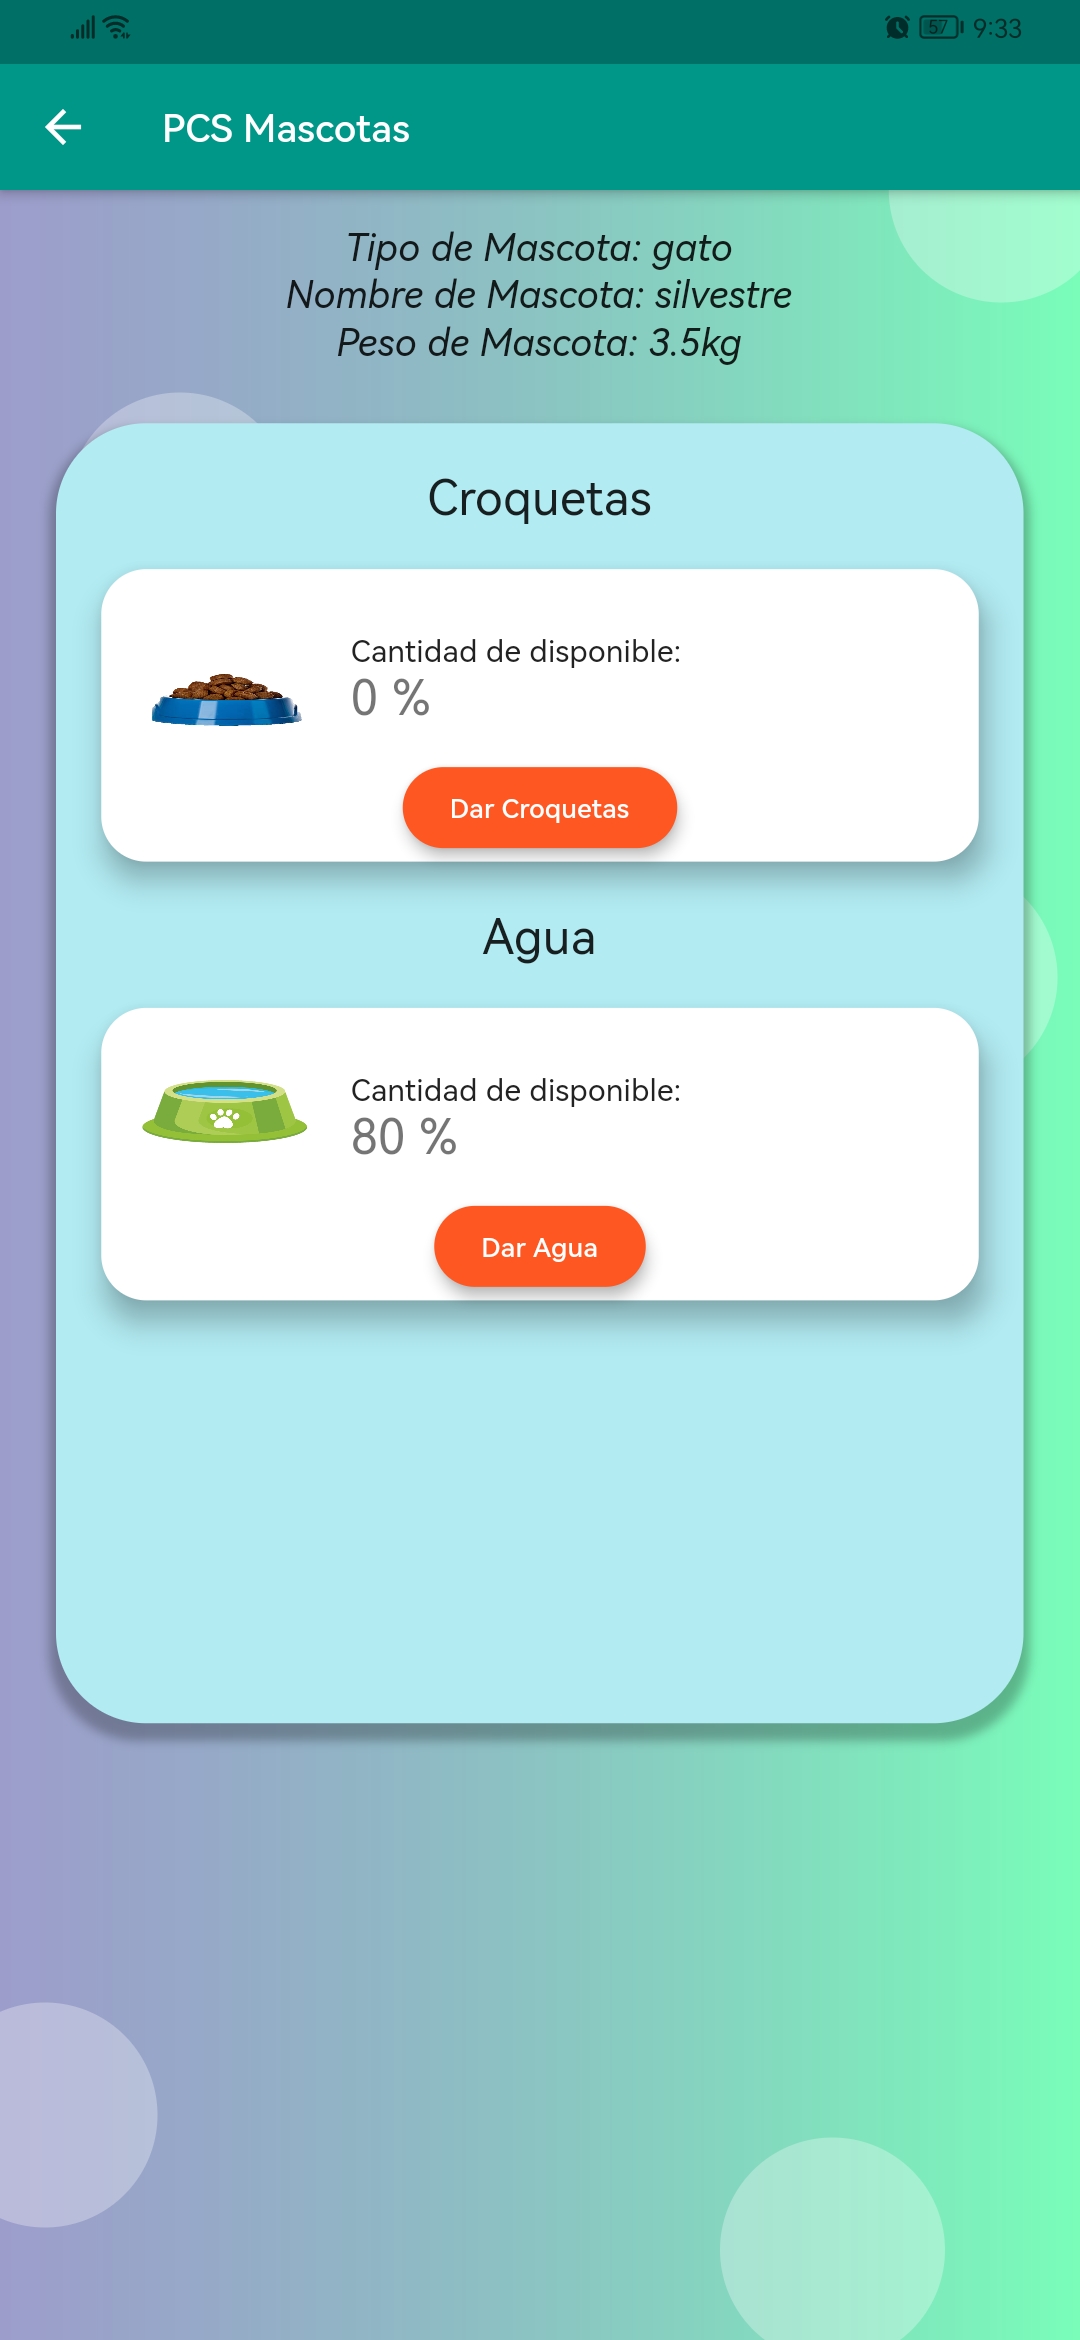 57 9:33
PCS Mascotas
Tipo de Mascota: gato
Nombre de Mascota: silvestre
Peso de Mascota: 3.5kg
Croquetas
Cantidad de disponible:
0 %
Dar Croquetas
Agua
Cantidad de disponible:
80 %
Dar Agua